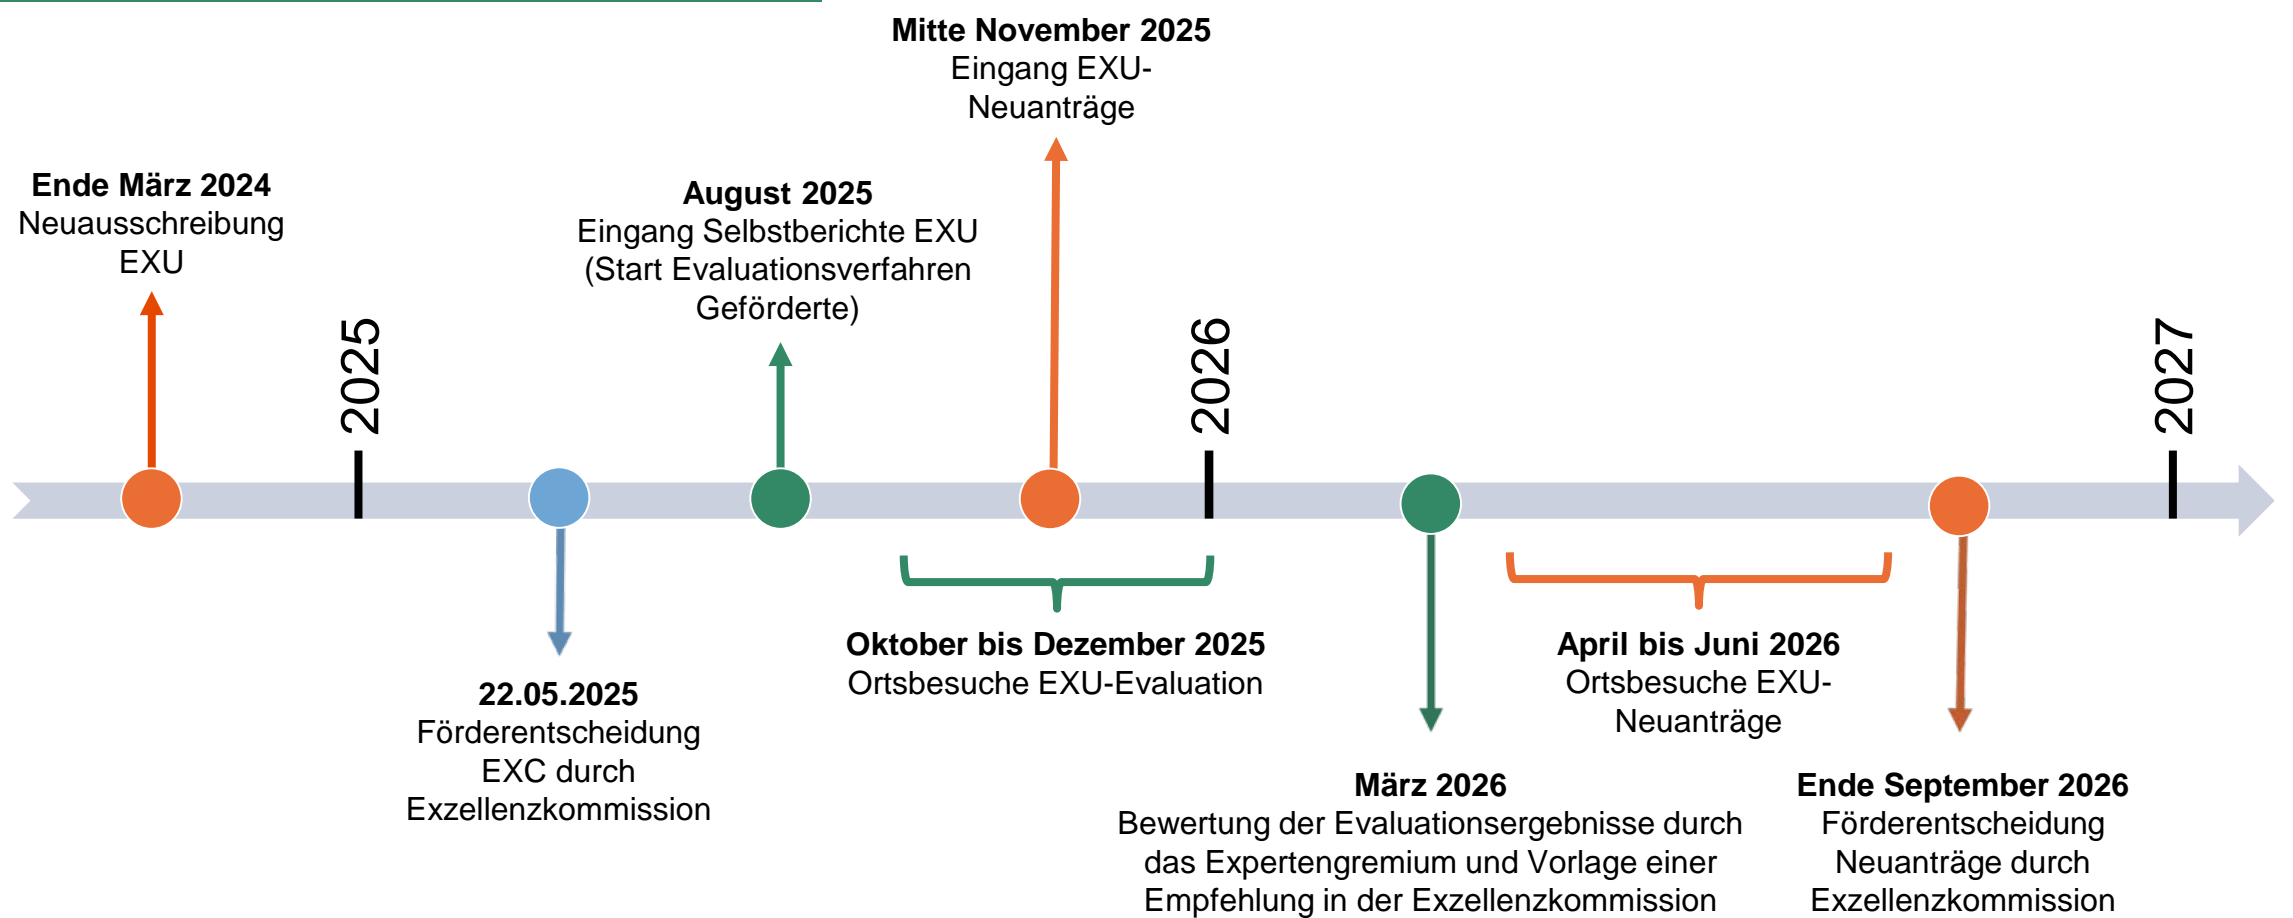 Mitte November 2025
Eingang EXU-
Neuanträge
Ende März 2024
Neuausschreibung
EXU
August 2025
Eingang Selbstberichte EXU
(Start Evaluationsverfahren
Geförderte)
2025
2026
2027
22.05.2025
Förderentscheidung
EXC durch
Exzellenzkommission
Oktober bis Dezember 2025
Ortsbesuche EXU-Evaluation
März 2026
Bewertung der Evaluationsergebnisse durch
das Expertengremium und Vorlage einer
Empfehlung in der Exzellenzkommission
April bis Juni 2026
Ortsbesuche EXU-
Neuanträge
Ende September 2026
Förderentscheidung
Neuanträge durch
Exzellenzkommission